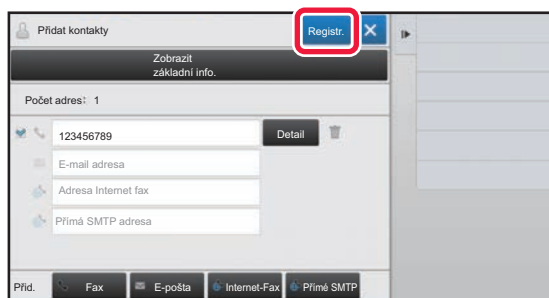 Přidat kontakty
Registr.
Zobrazit
základní info.
Počet adres: 1
123456789
Detail
E-mail adresa
Adresa Internet fax
Přímá SMTP adresa
Přid.
Fax
E-pošta
Internet-Fax
Přímé SMTP